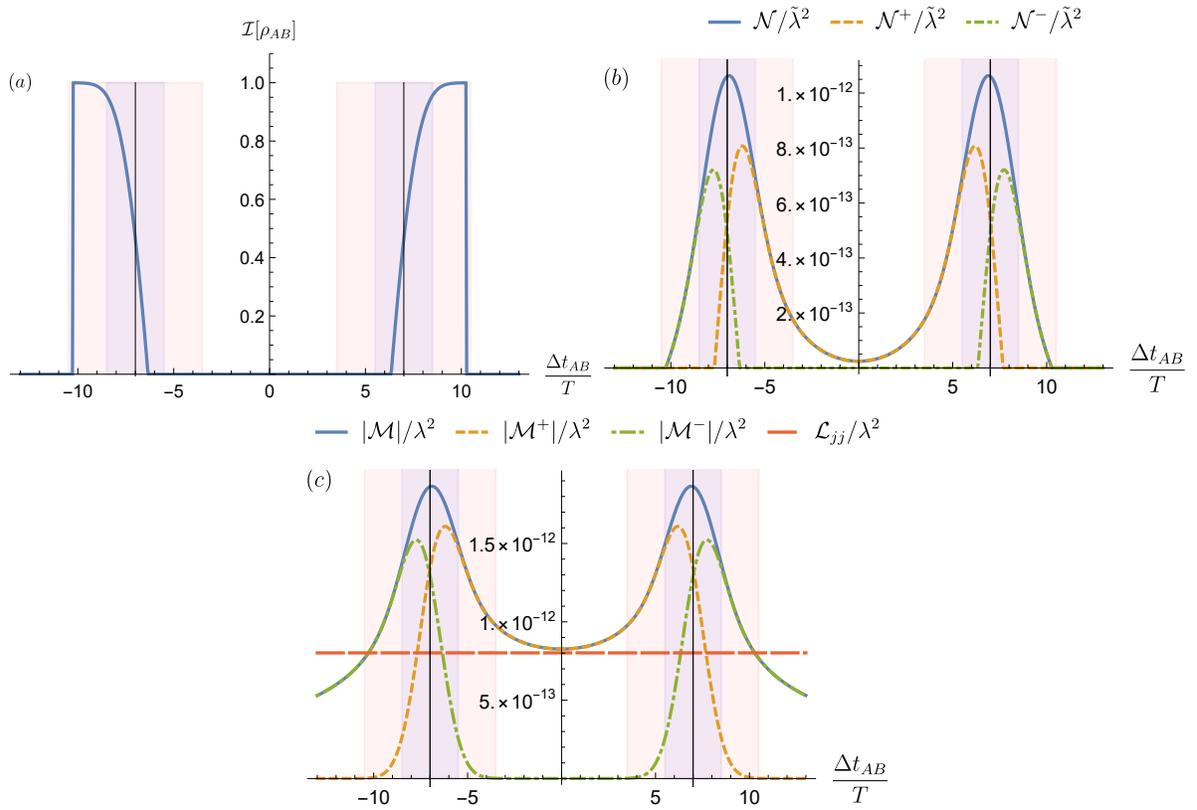 (a)
I[ρ_AB]
1.0
0.8
0.6
0.4
0.2
−10 −5 0 5 10
Δt_AB/T
𝒩/λ̃² 𝒩⁺/λ̃² 𝒩⁻/λ̃²
(b)
1.×10⁻¹²
8.×10⁻¹³
6.×10⁻¹³
4.×10⁻¹³
2.×10⁻¹³
−10 −5 5 10
Δt_AB/T
|ℳ|/λ² |ℳ⁺|/λ² |ℳ⁻|/λ² ℒ_jj/λ²
(c)
1.5×10⁻¹²
1.×10⁻¹²
5.×10⁻¹³
−10 −5 5 10
Δt_AB/T